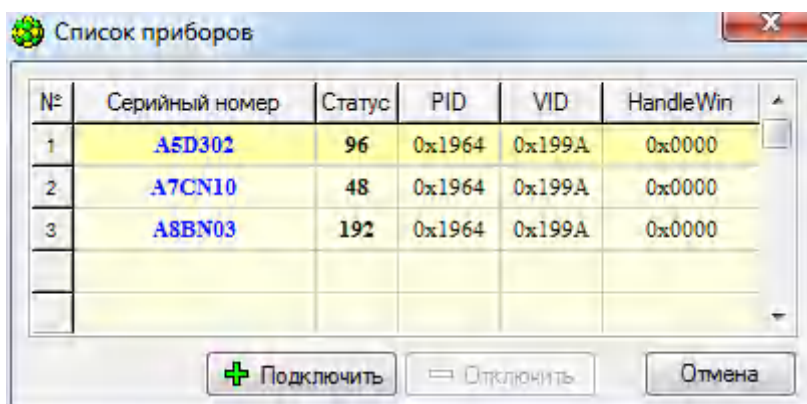 Список приборов
№ Серийный номер Статус PID VID HandleWin
1 A5D302 96 0x1964 0x199A 0x0000
2 A7CN10 48 0x1964 0x199A 0x0000
3 A8BN03 192 0x1964 0x199A 0x0000
Подключить Отключить Отмена